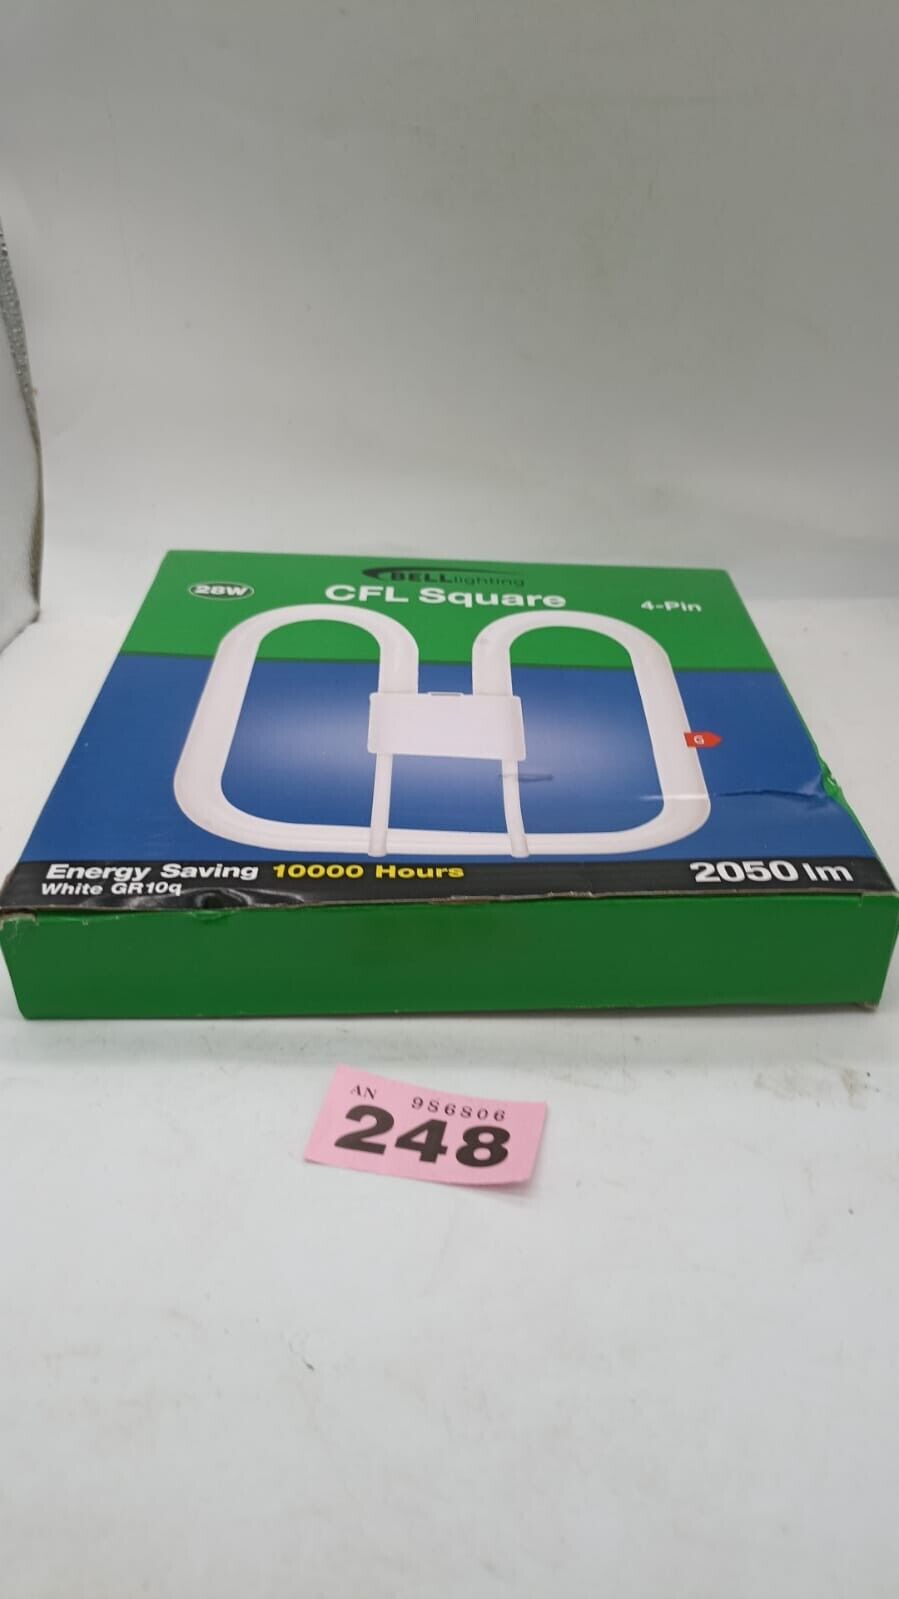 BELLlighting
28W
CFL Square
4-Pin
G
Energy Saving 10000 Hours
White GR10q
2050 lm
AN 986806
248